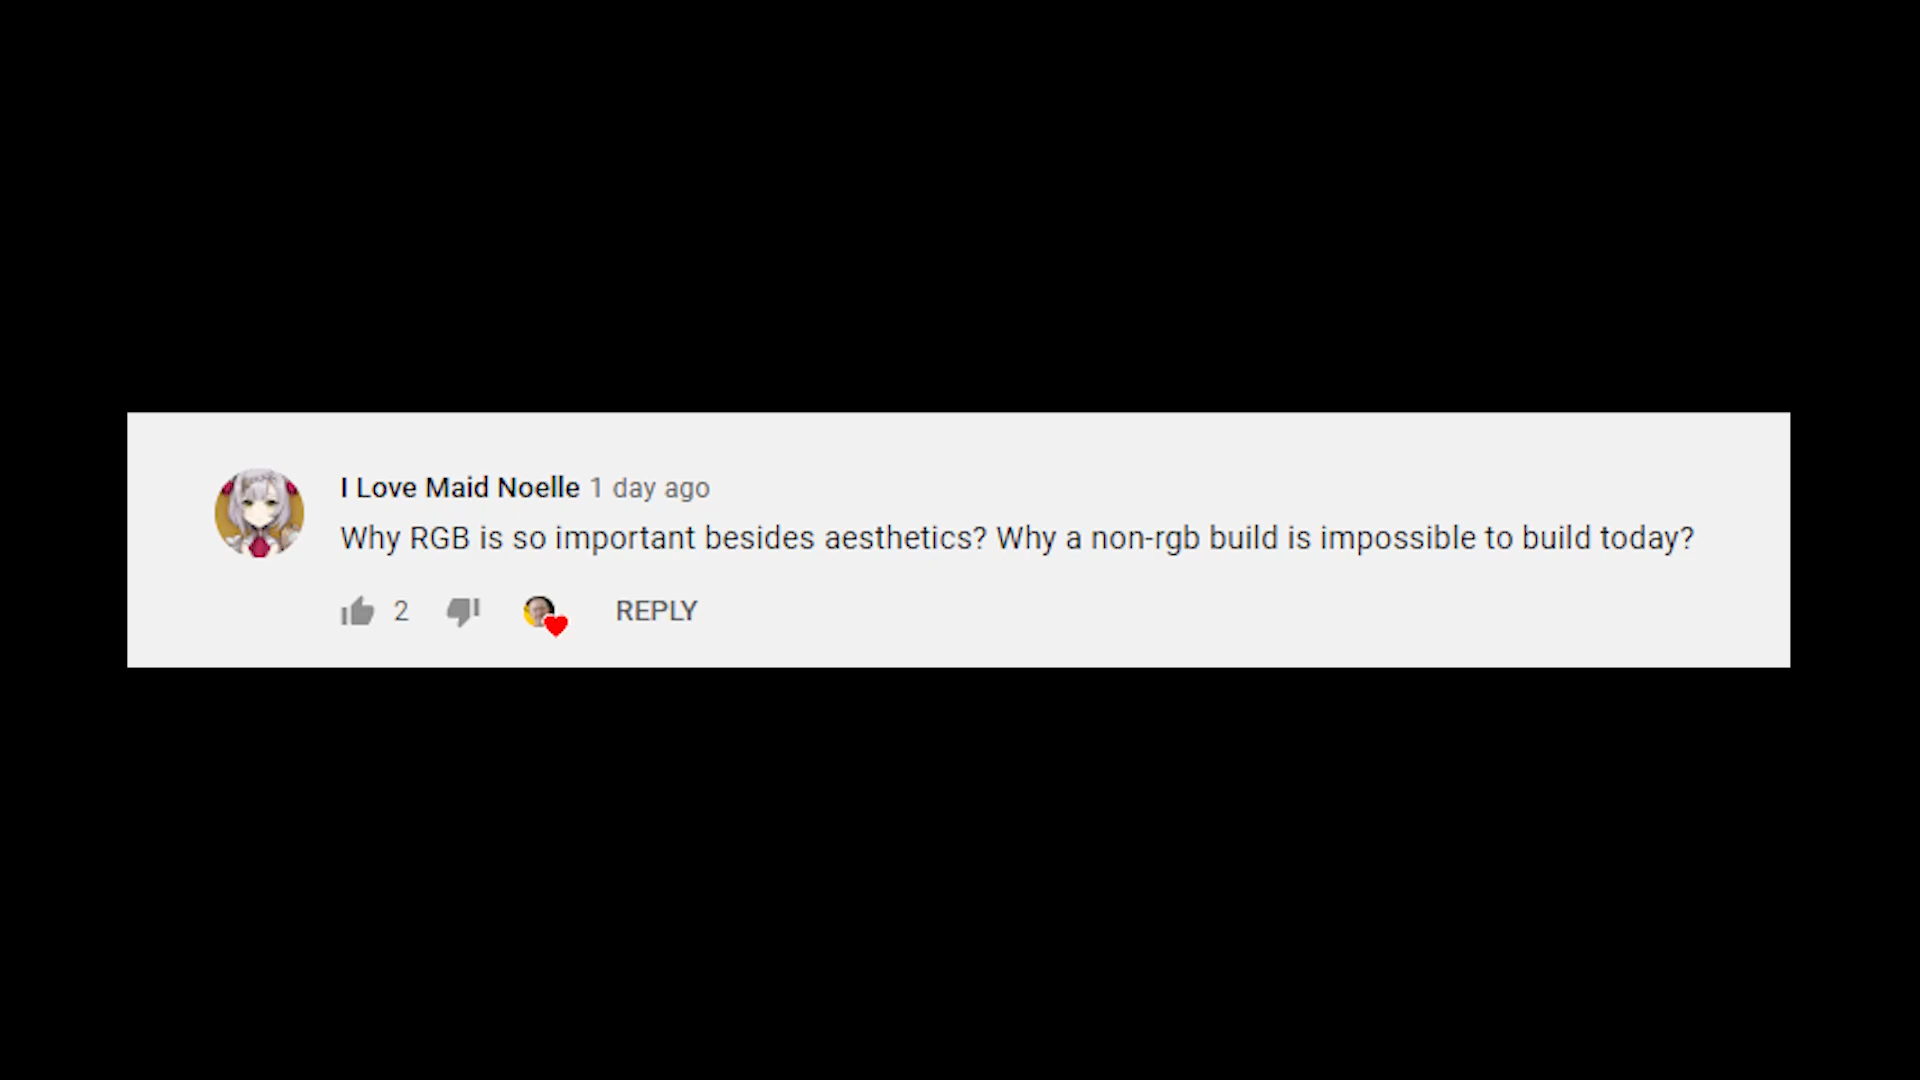 I Love Maid Noelle 1 day ago
Why RGB is so important besides aesthetics? Why a non-rgb build is impossible to build today?
2 REPLY